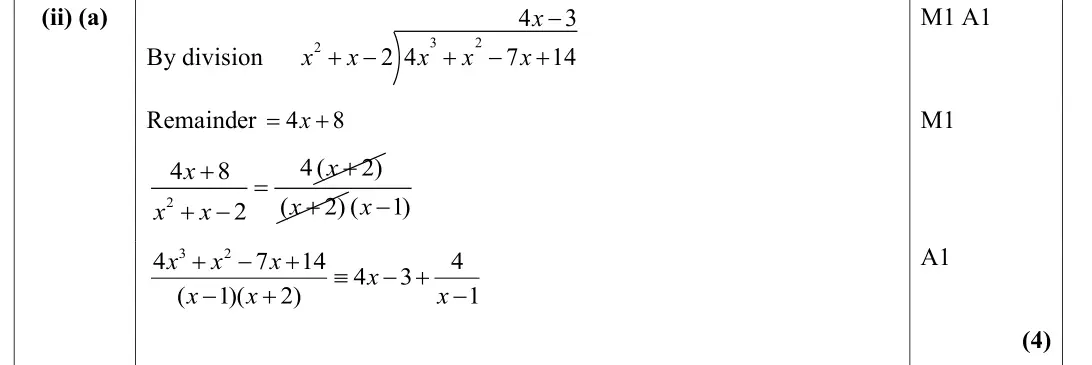 (ii) (a)
4x − 3
M1 A1
By division x² + x − 2)4x³ + x² − 7x + 14
Remainder = 4x + 8
M1
(4x + 8)/(x² + x − 2) = 4(x + 2)/((x + 2)(x − 1))
(4x³ + x² − 7x + 14)/((x − 1)(x + 2)) ≡ 4x − 3 + 4/(x − 1)
A1
(4)